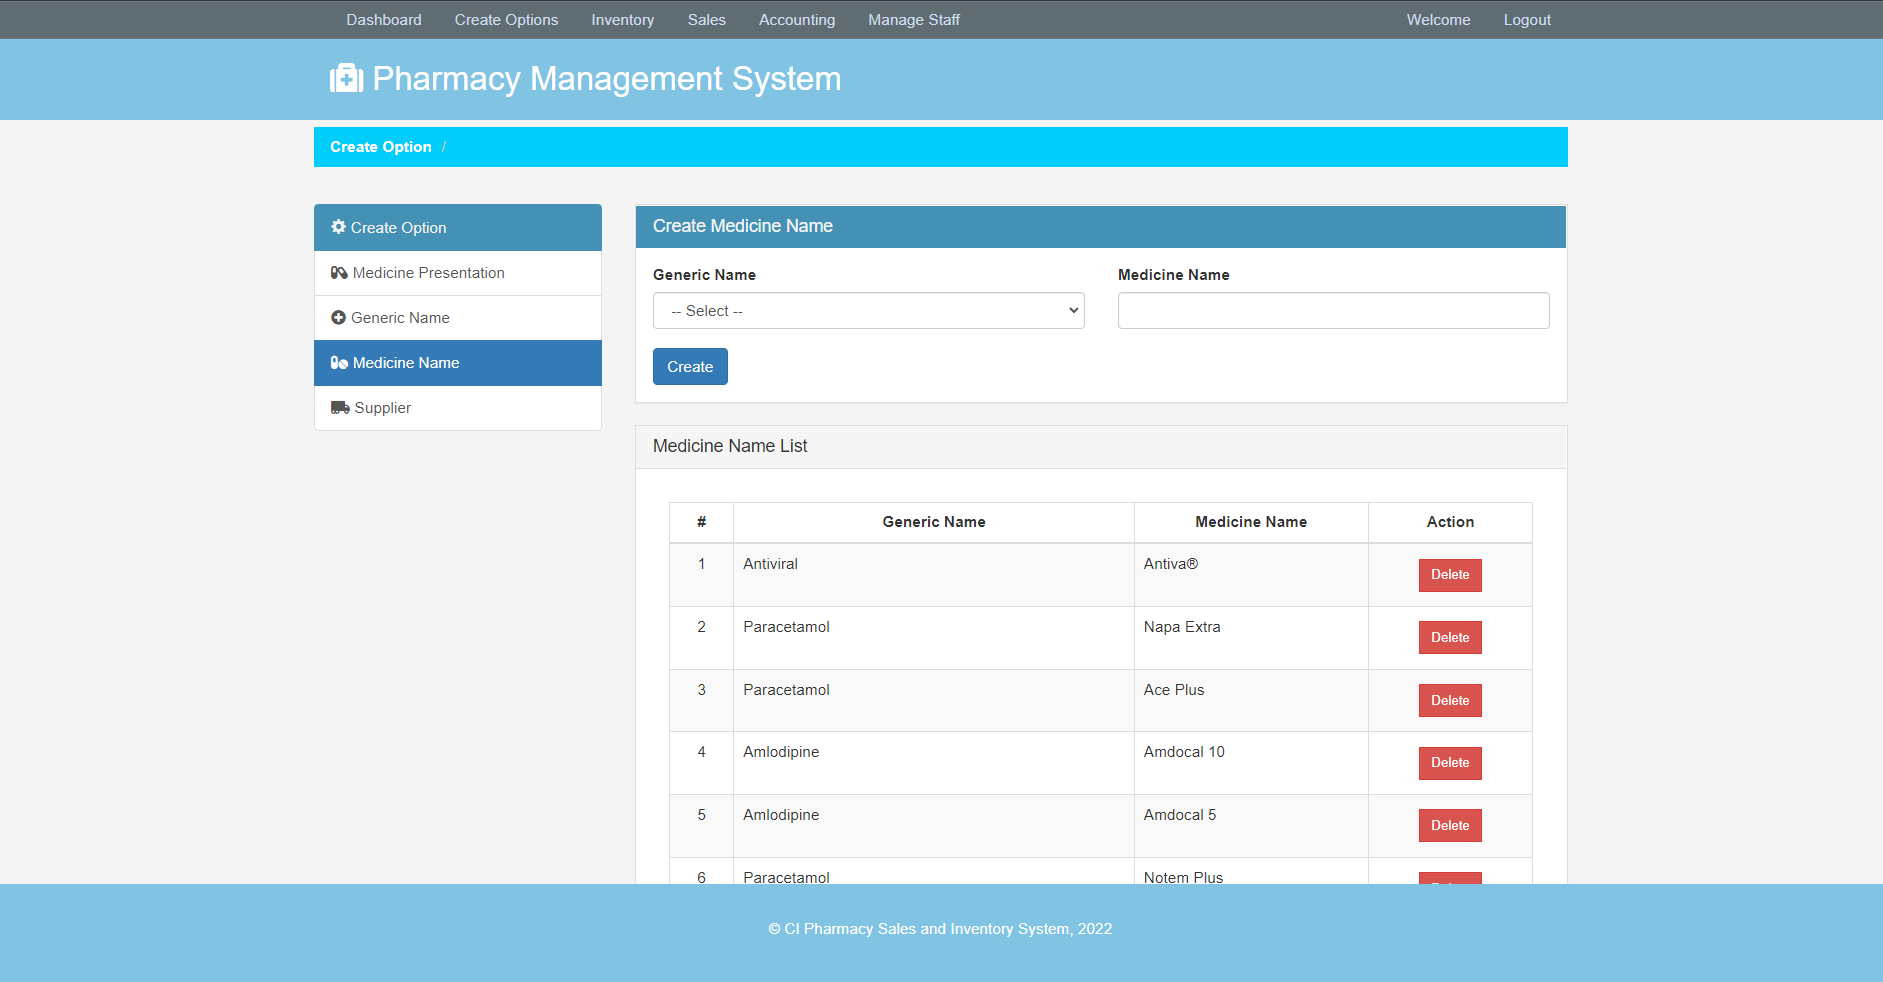 Dashboard Create Options Inventory Sales Accounting Manage Staff Welcome Logout
Pharmacy Management System
Create Option /
Create Option
Medicine Presentation
Generic Name
Medicine Name
Supplier
Create Medicine Name
Generic Name Medicine Name
-- Select --
Create
Medicine Name List
# Generic Name Medicine Name Action
1 Antiviral Antiva® Delete
2 Paracetamol Napa Extra Delete
3 Paracetamol Ace Plus Delete
4 Amlodipine Amdocal 10 Delete
5 Amlodipine Amdocal 5 Delete
6 Paracetamol Notem Plus
© CI Pharmacy Sales and Inventory System, 2022